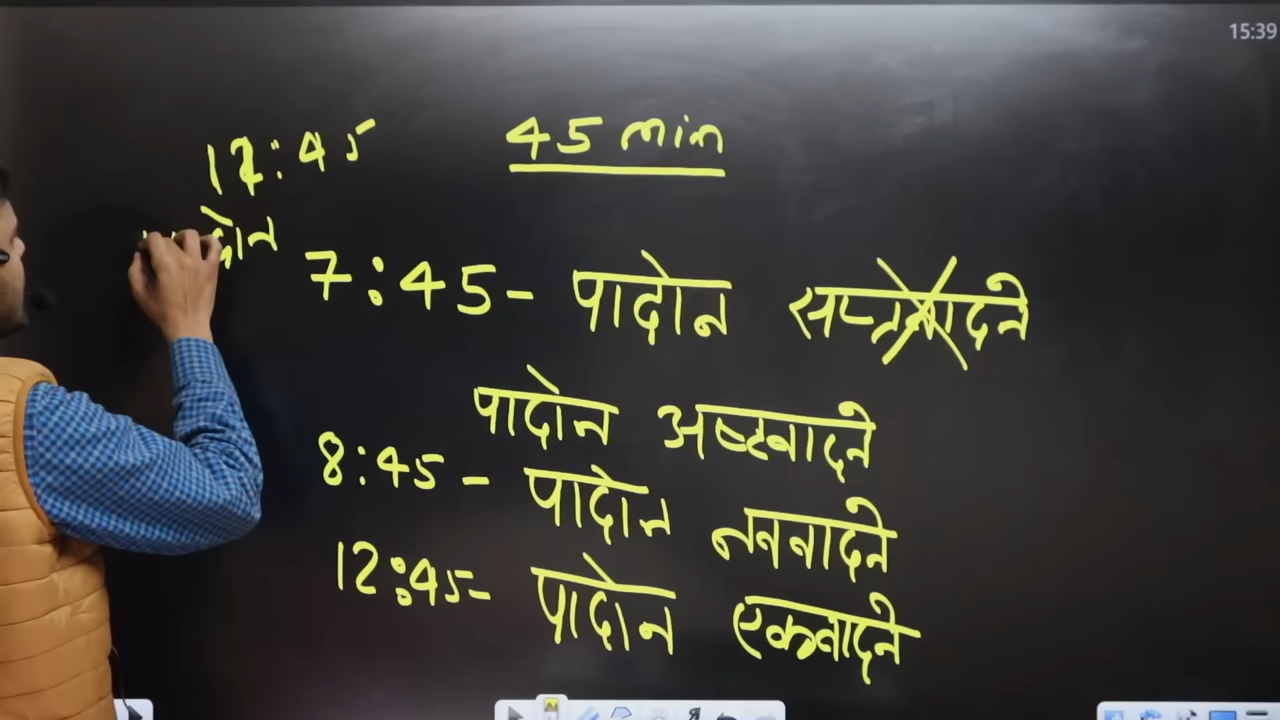 15:39
45 min
12:45
7:45- पादोन सप्त
पादोन अष्टवादने
8:45 - पादोन नववादने
12:45- पादोन एकवादने